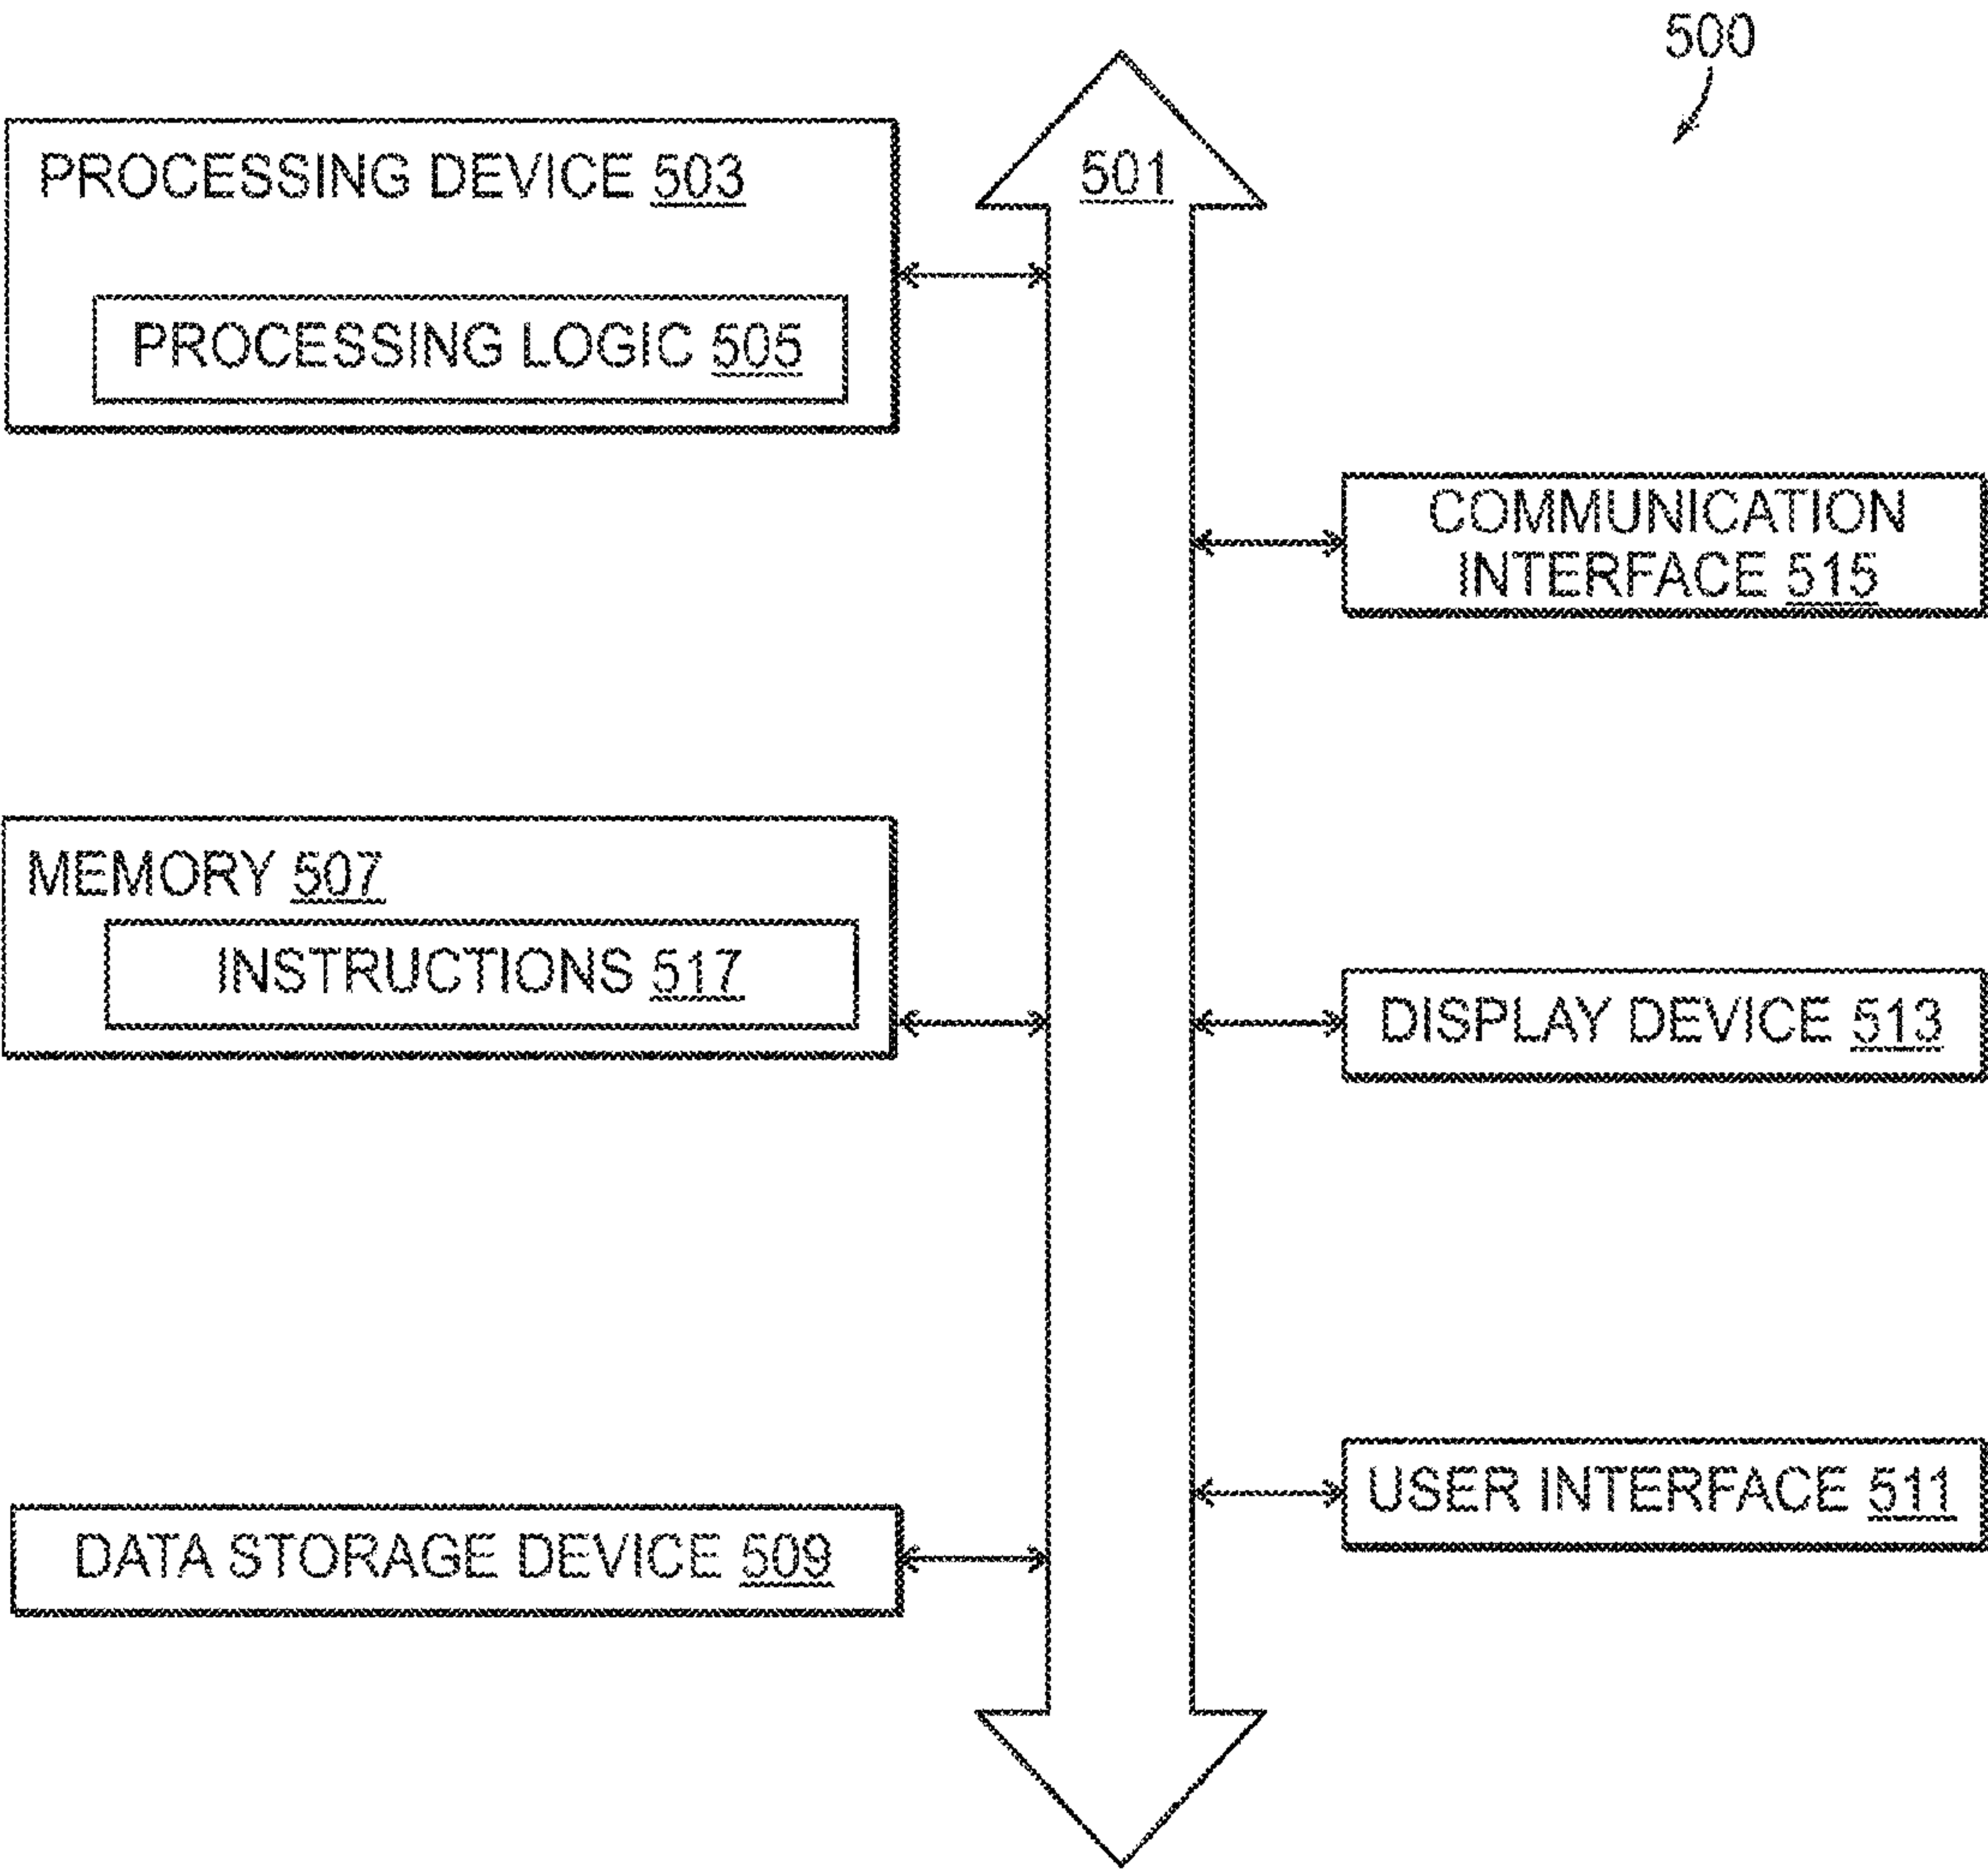 500
501
PROCESSING DEVICE 503
PROCESSING LOGIC 505
COMMUNICATION
INTERFACE 515
MEMORY 507
INSTRUCTIONS 517
DISPLAY DEVICE 513
USER INTERFACE 511
DATA STORAGE DEVICE 509